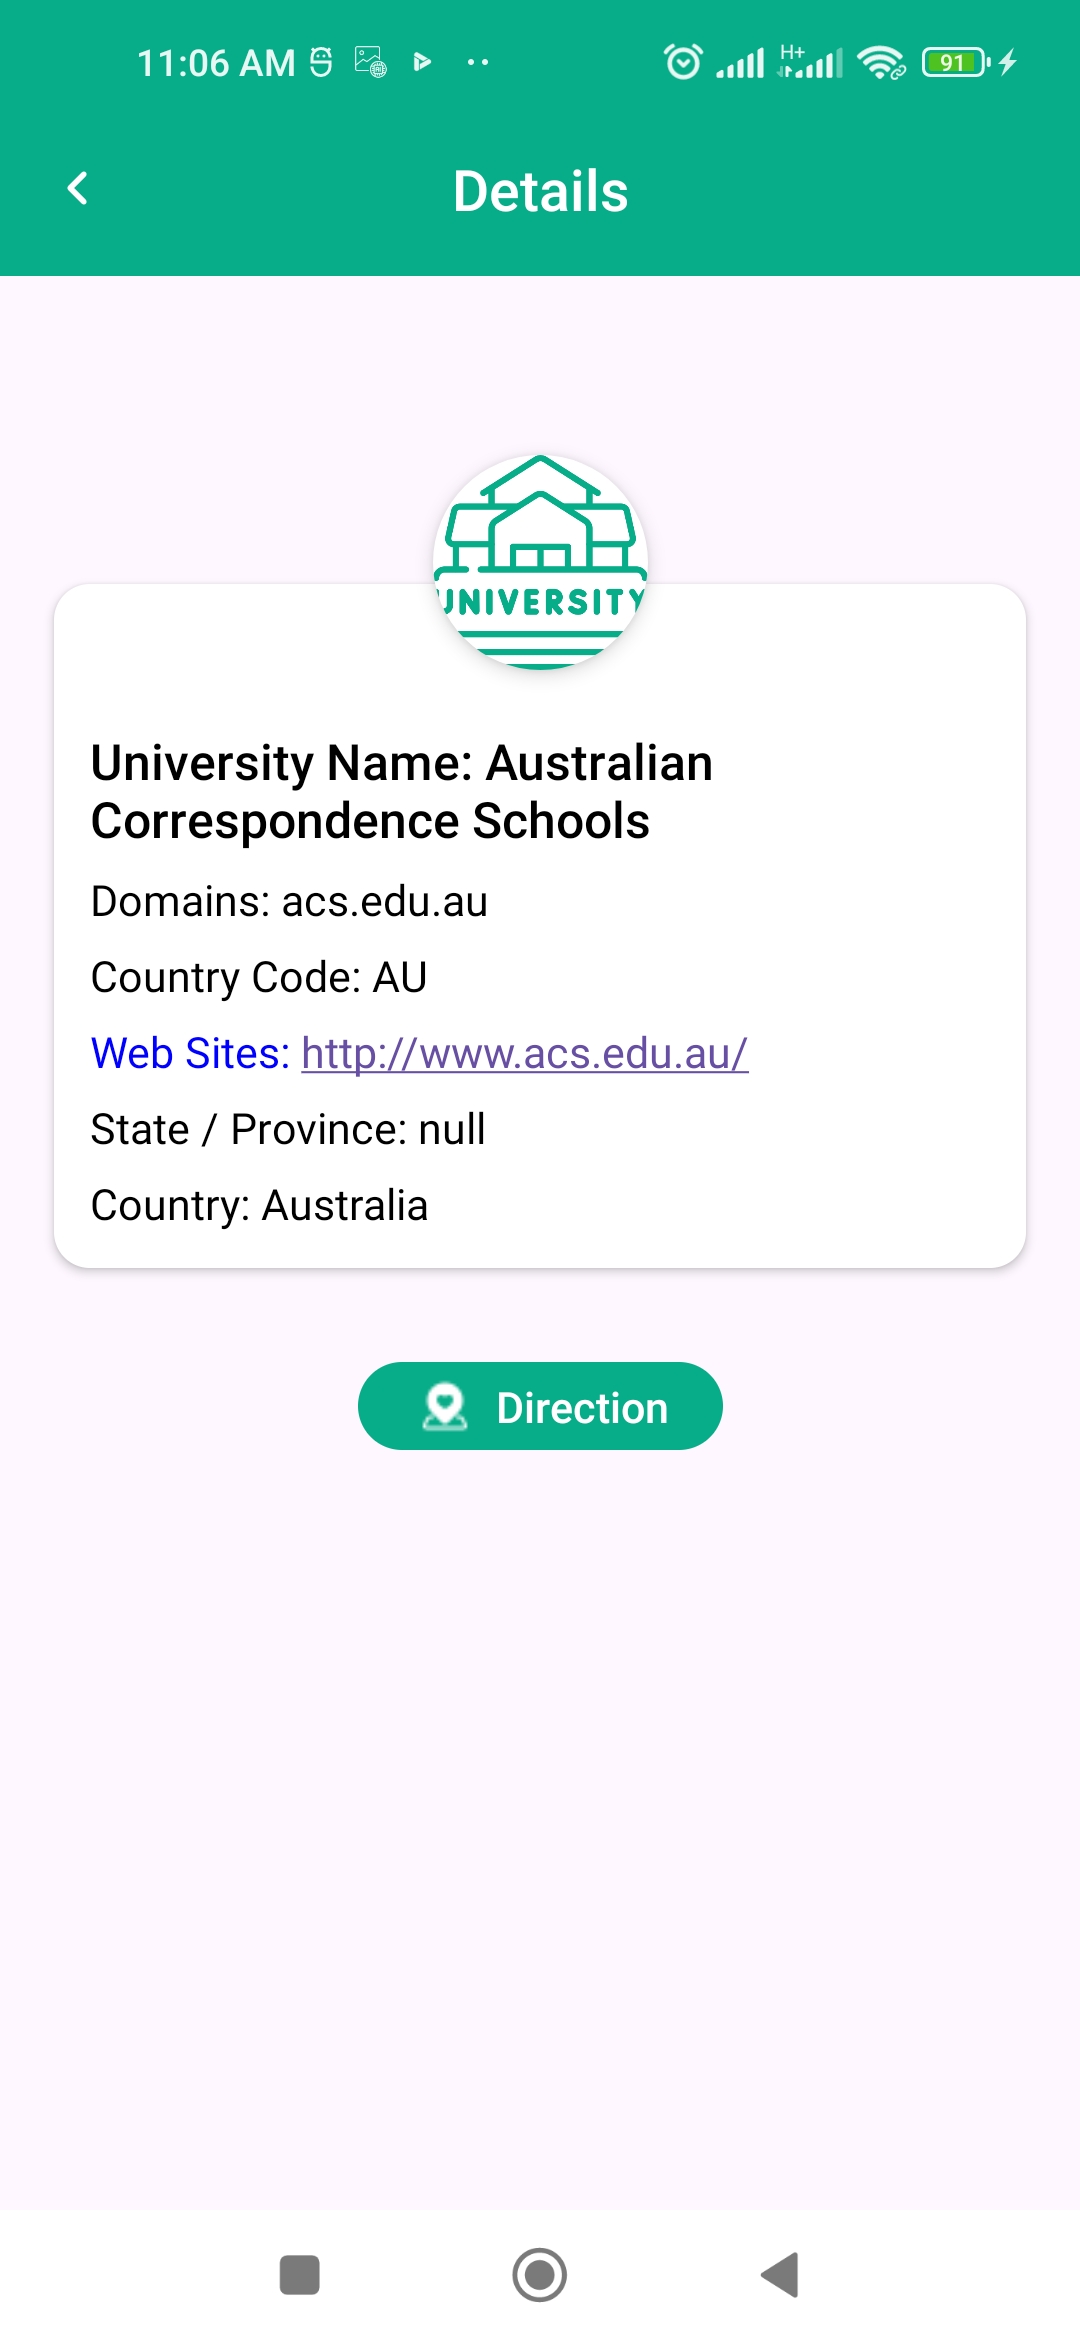 11:06 AM
H+
91
Details
UNIVERSITY
University Name: Australian
Correspondence Schools
Domains: acs.edu.au
Country Code: AU
Web Sites: http://www.acs.edu.au/
State / Province: null
Country: Australia
Direction